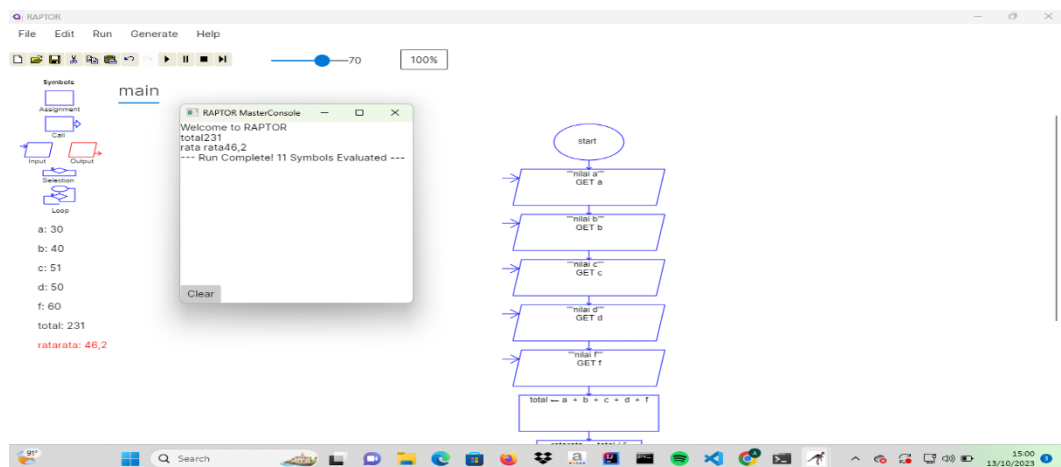 RAPTOR
File Edit Run Generate Help
70
100%
Symbols
Assignment
Call
Input Output
Selection
Loop
a: 30
b: 40
c: 51
d: 50
f: 60
total: 231
ratarata: 46,2
main
RAPTOR MasterConsole
Welcome to RAPTOR
total231
rata rata46,2
--- Run Complete! 11 Symbols Evaluated ---
Clear
start
""nilai a""
GET a
""nilai b""
GET b
""nilai c""
GET c
""nilai d""
GET d
""nilai f""
GET f
total ← a + b + c + d + f
91°
Search
15:00
13/10/2023
3